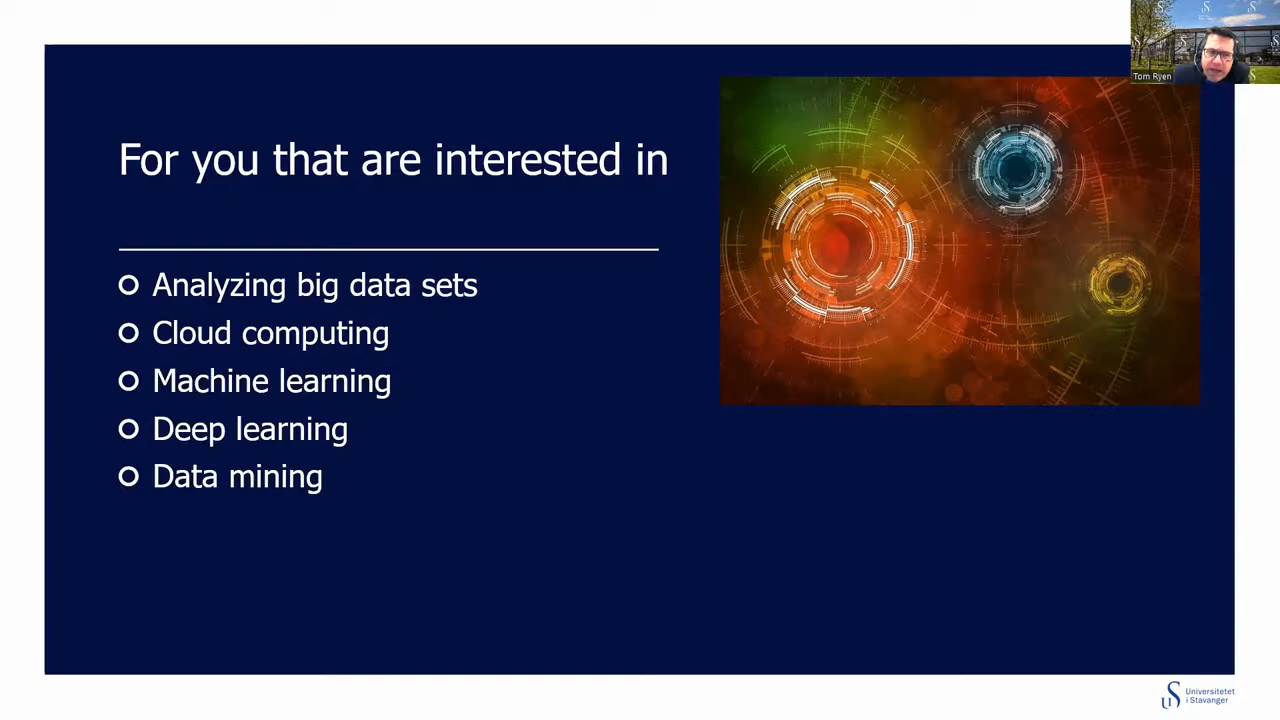 Tom Ryen
For you that are interested in
Analyzing big data sets
Cloud computing
Machine learning
Deep learning
Data mining
uS Universitetet
i Stavanger